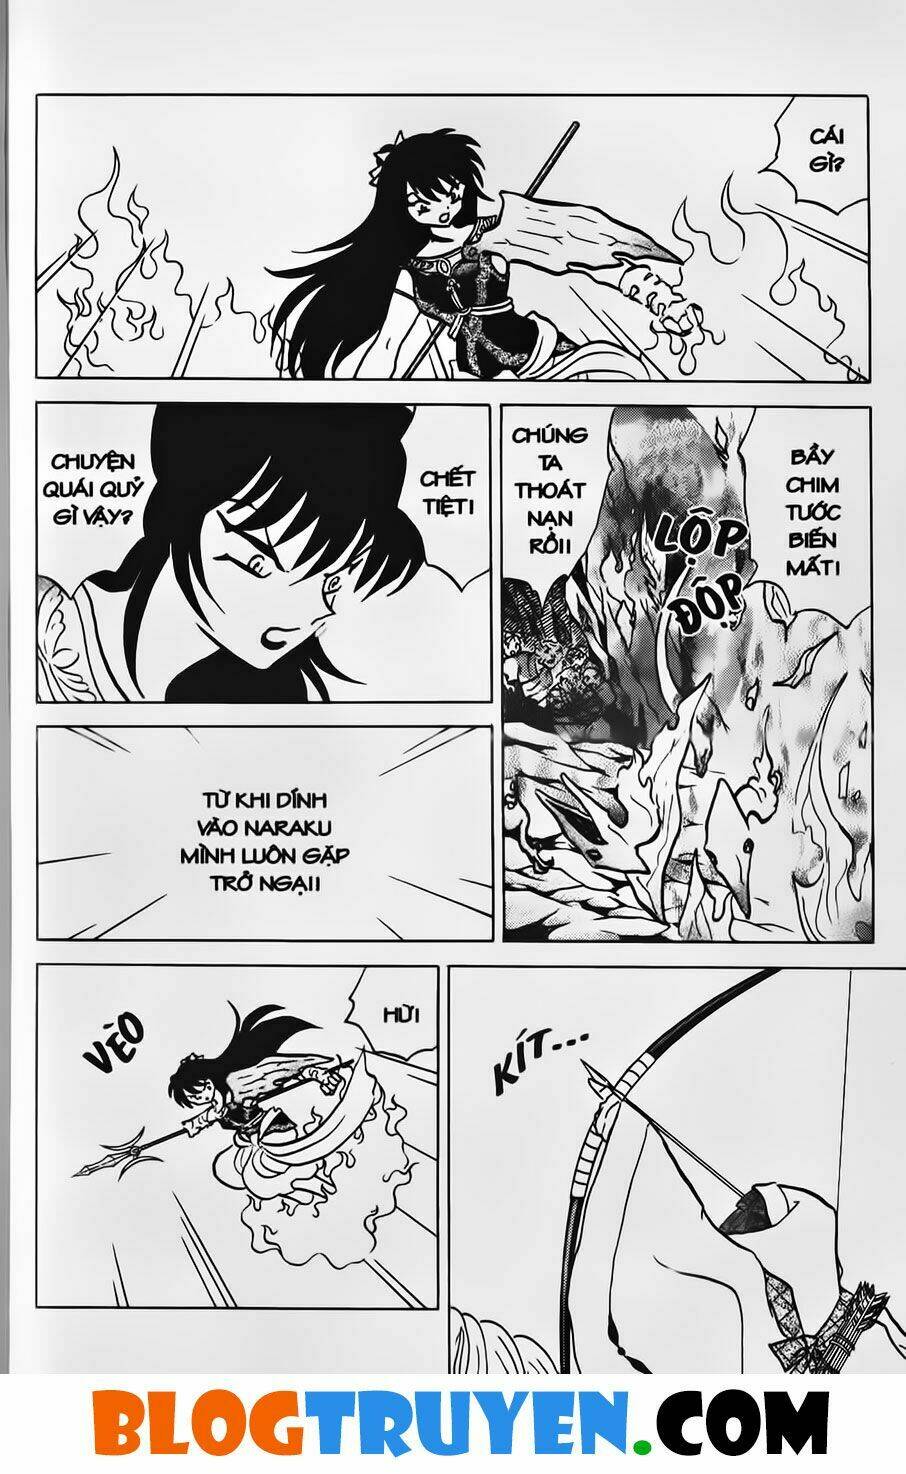 CÁI
GÌ?
BẦY
CHIM
TƯỚC
BIẾN
MẤT!
CHÚNG
TA
THOÁT
NẠN
RỒI!
LỘP
ĐỘP
CHẾT
TIỆT!
CHUYỆN
QUÁI QUỶ
GÌ VẬY?
TỪ KHI DÍNH
VÀO NARAKU
MÌNH LUÔN GẶP
TRỞ NGẠI!
HỪ!
VÈO
KÍT...
BLOGTRUYEN.COM